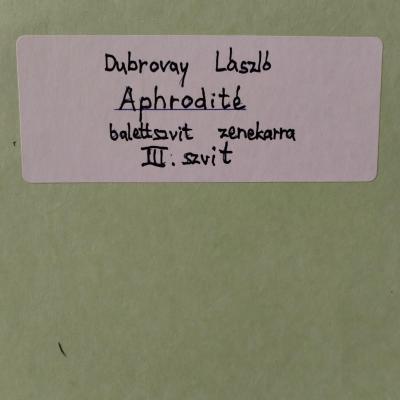 Dubrovay László
Aphrodité
balettszvit zenekarra
III. szvit